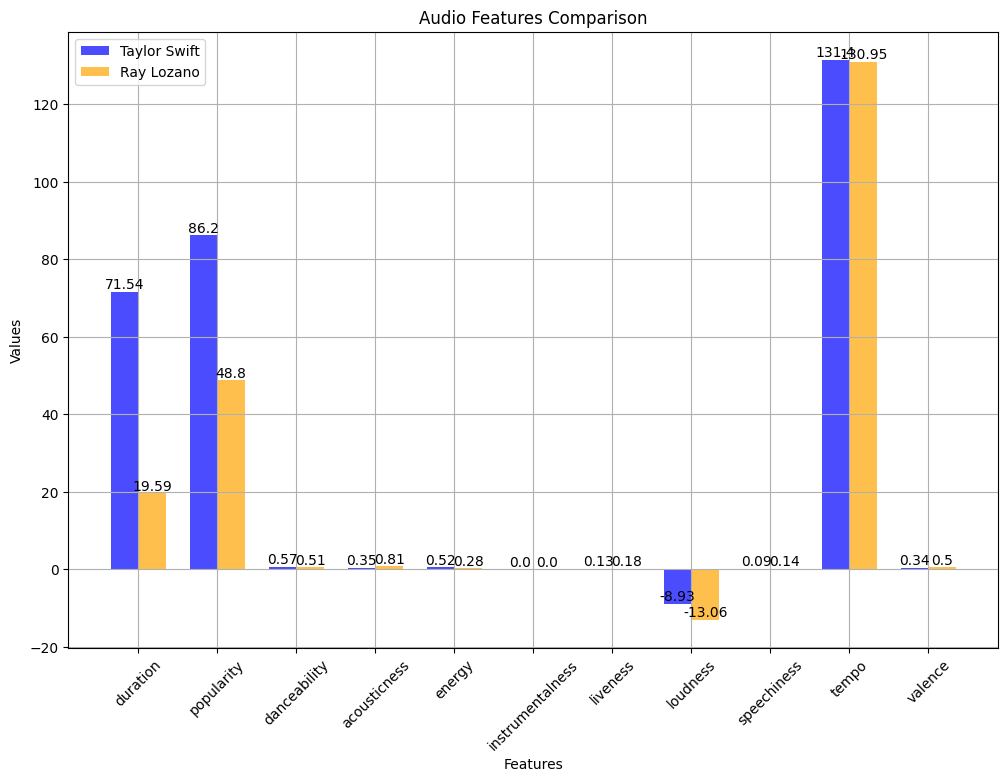 Audio Features Comparison
Taylor Swift
Ray Lozano
Values
120
100
80
60
40
20
0
−20
71.54
19.59
86.2
48.8
0.57
0.51
0.35
0.81
0.52
0.28
0.0
0.0
0.13
0.18
-8.93
-13.06
0.09
0.14
131.4
130.95
0.34
0.5
duration
popularity
danceability
acousticness
energy
instrumentalness
liveness
loudness
speechiness
tempo
valence
Features